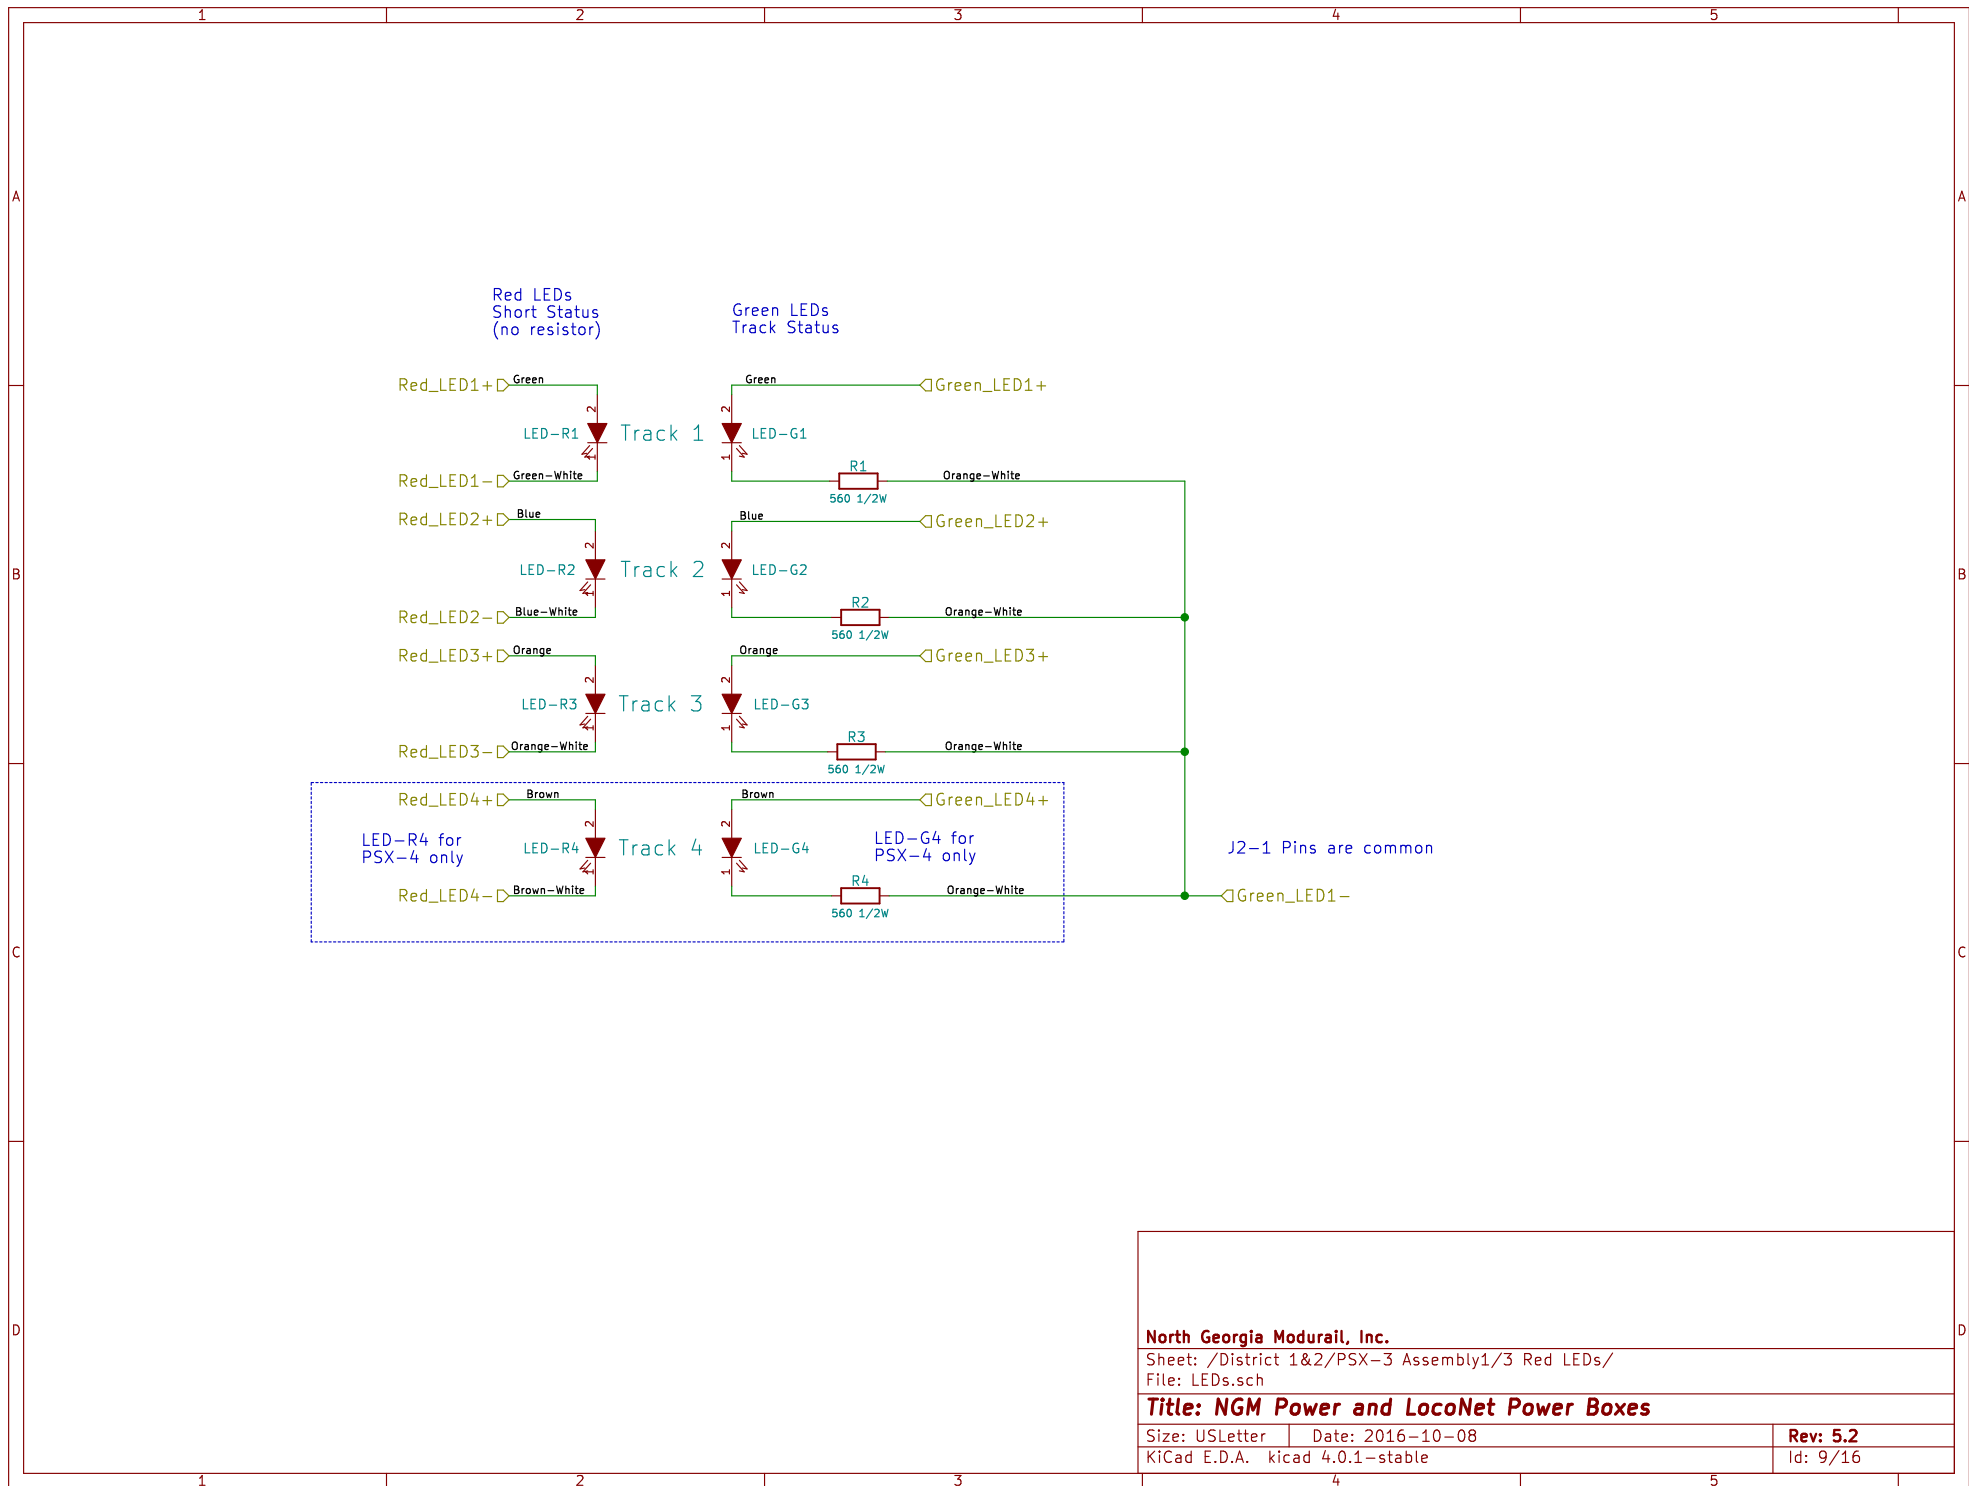 1 2 3 4 5
A A
Red LEDs
Short Status
(no resistor)
Green LEDs
Track Status
Red_LED1+ Green Green Green_LED1+
2 2
LED-R1 Track 1 LED-G1
1 1
Red_LED1- Green-White R1 Orange-White
560 1/2W
Red_LED2+ Blue Blue Green_LED2+
2 2
LED-R2 Track 2 LED-G2
B B
1 1
Red_LED2- Blue-White R2 Orange-White
560 1/2W
Red_LED3+ Orange Orange Green_LED3+
2 2
LED-R3 Track 3 LED-G3
1 1
Red_LED3- Orange-White R3 Orange-White
560 1/2W
Red_LED4+ Brown Brown Green_LED4+
2 2
LED-R4 for
PSX-4 only
LED-R4 Track 4 LED-G4
LED-G4 for
PSX-4 only
J2-1 Pins are common
1 1
Red_LED4- Brown-White R4 Orange-White Green_LED1-
560 1/2W
C C
D D
North Georgia Modurail, Inc.
Sheet: /District 1&2/PSX-3 Assembly1/3 Red LEDs/
File: LEDs.sch
Title: NGM Power and LocoNet Power Boxes
Size: USLetter Date: 2016-10-08 Rev: 5.2
KiCad E.D.A. kicad 4.0.1-stable Id: 9/16
1 2 3 4 5